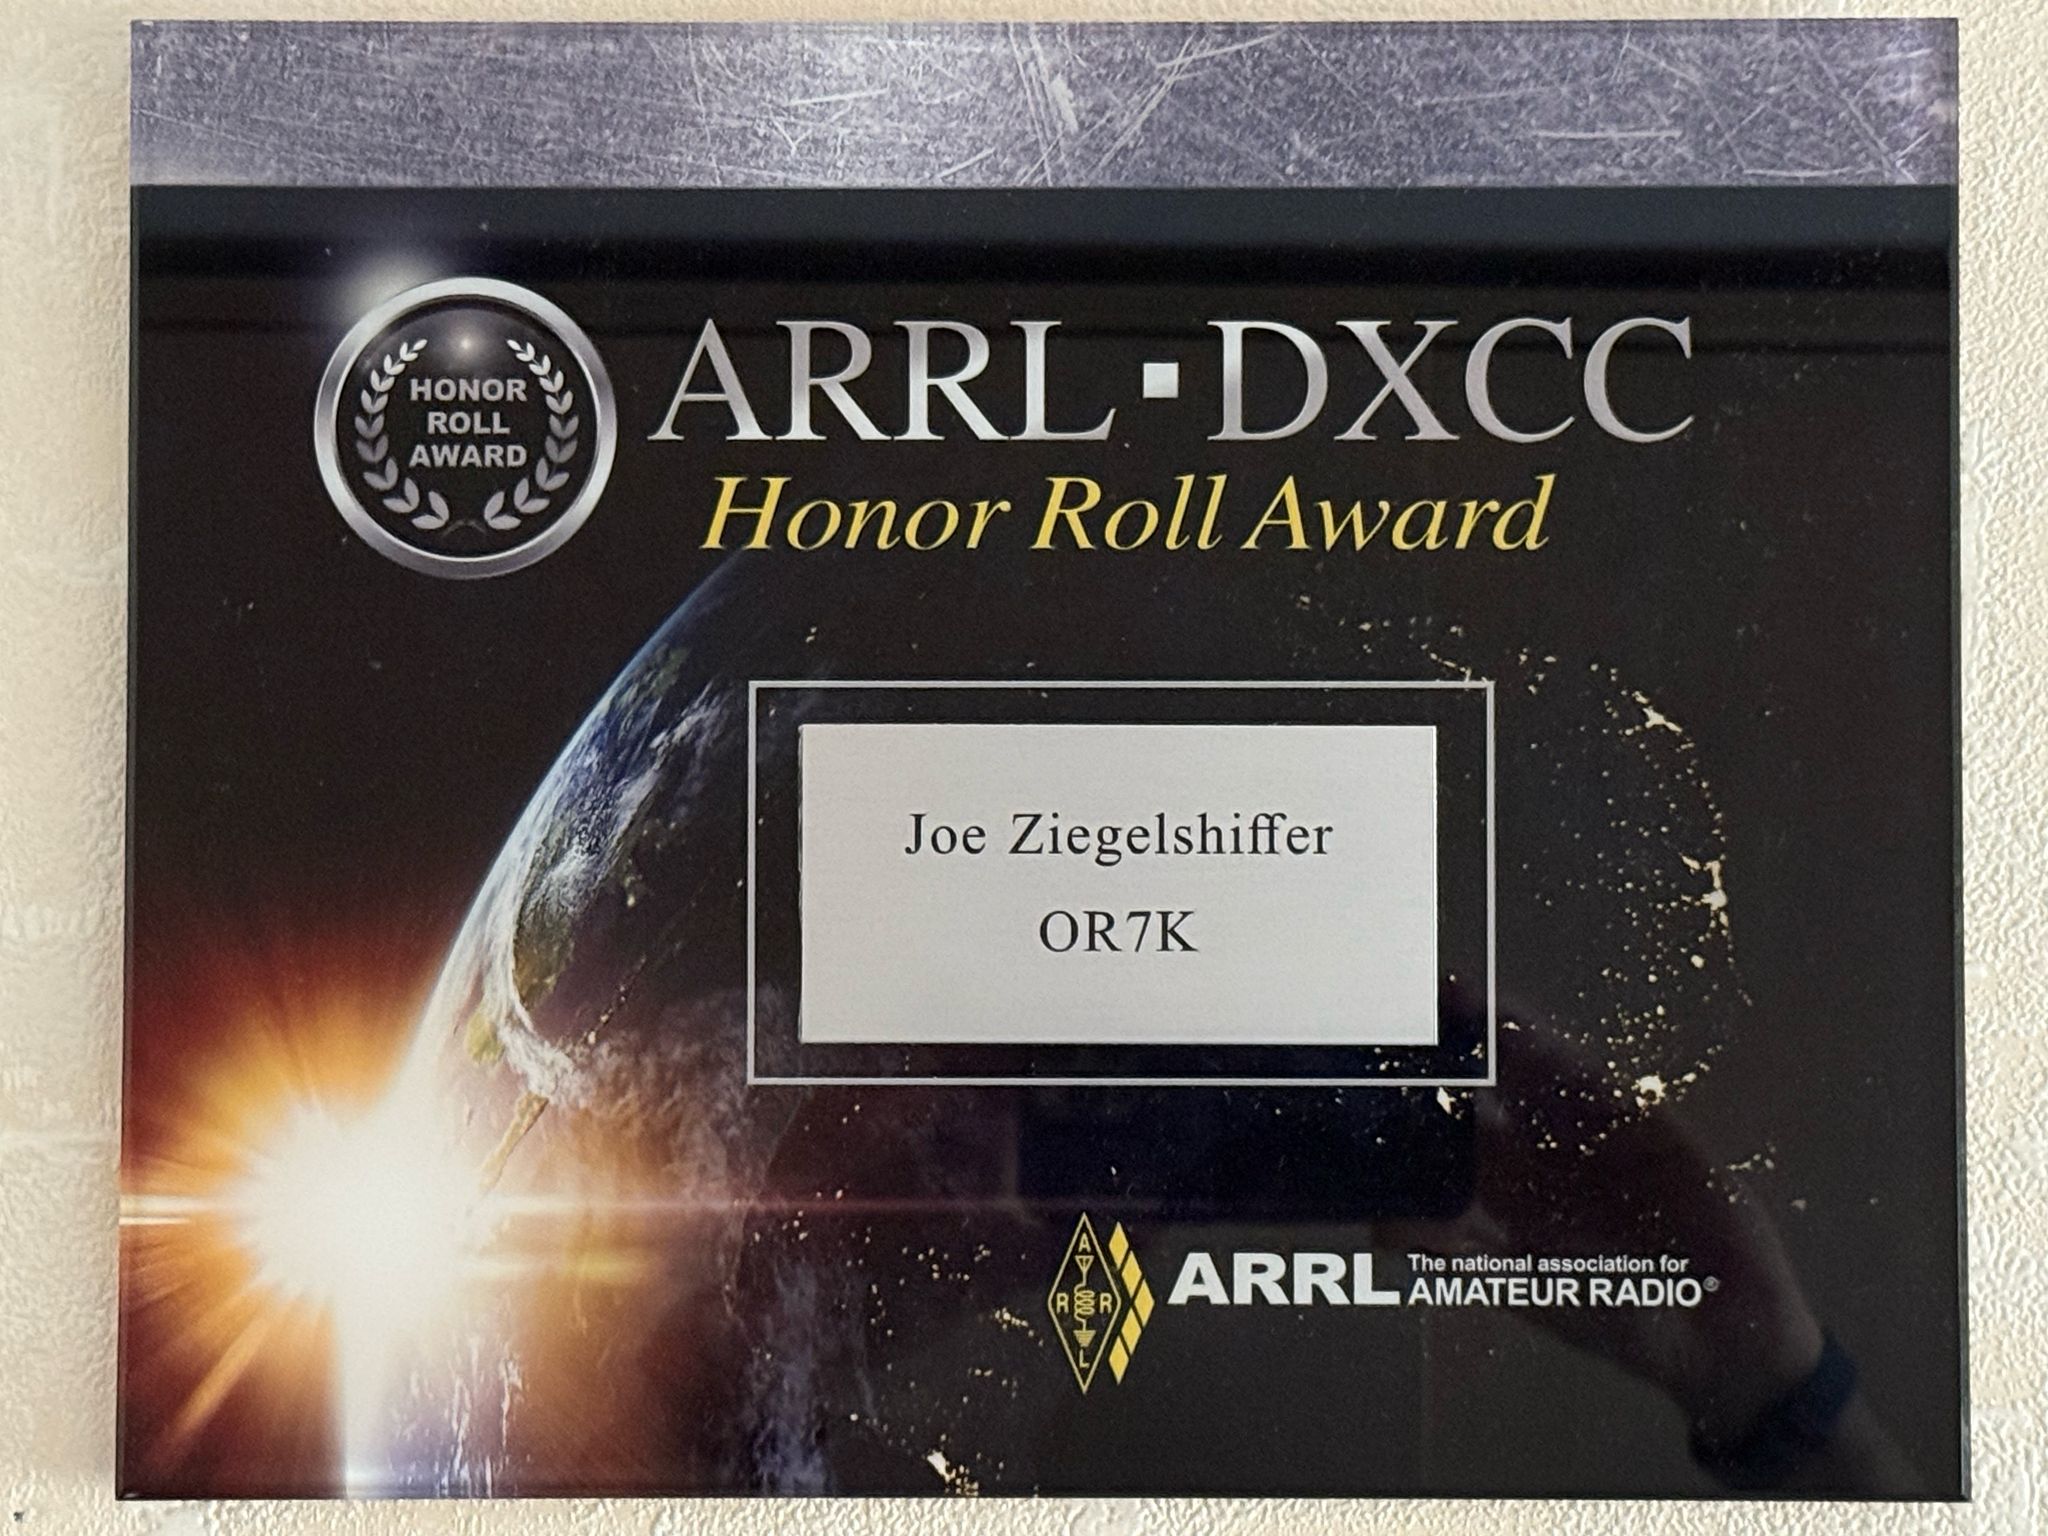 HONOR
ROLL
AWARD
ARRL ▪ DXCC
Honor Roll Award
Joe Ziegelshiffer
OR7K
A
R R
L
ARRL The national association for
AMATEUR RADIO®